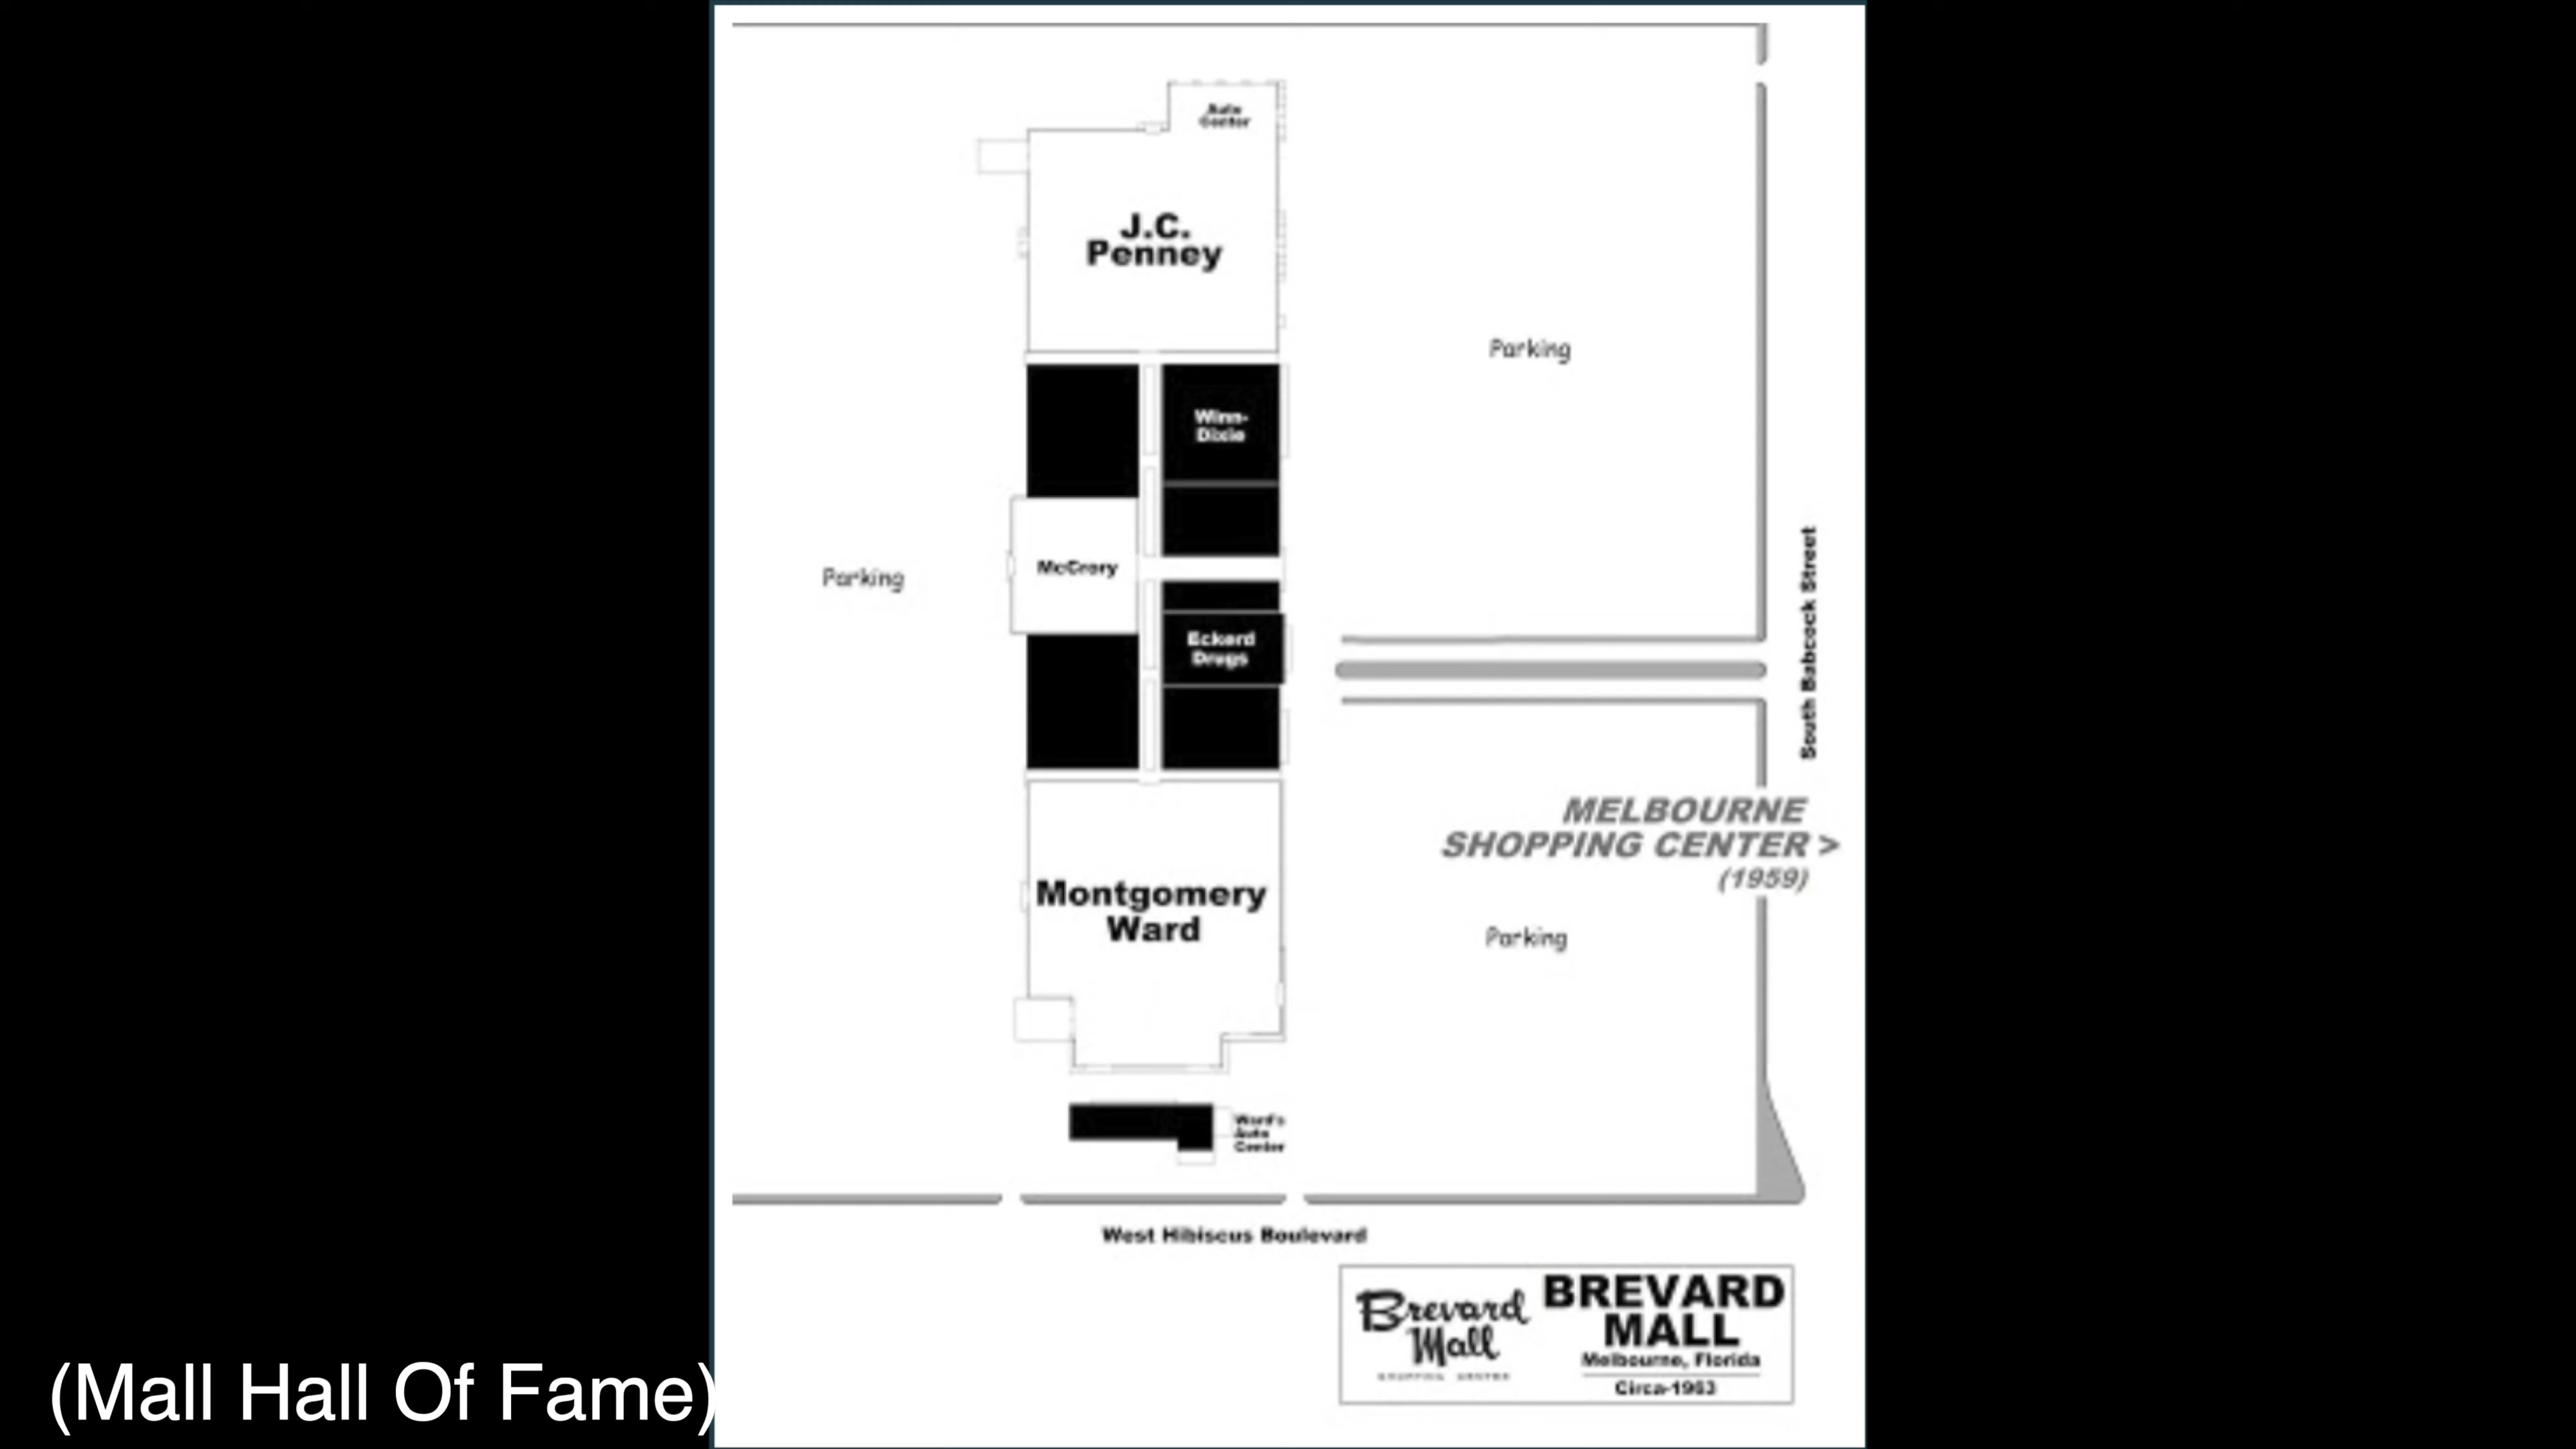 Auto
Center
J.C.
Penney
Winn-
Dixie
Parking
McCrory
Parking
Eckerd
Drugs
South Babcock Street
MELBOURNE
SHOPPING CENTER >
(1959)
Montgomery
Ward
Parking
Ward's
Auto
Center
West Hibiscus Boulevard
Brevard
Mall
SHOPPING CENTER
BREVARD
MALL
Melbourne, Florida
Circa-1963
(Mall Hall Of Fame)